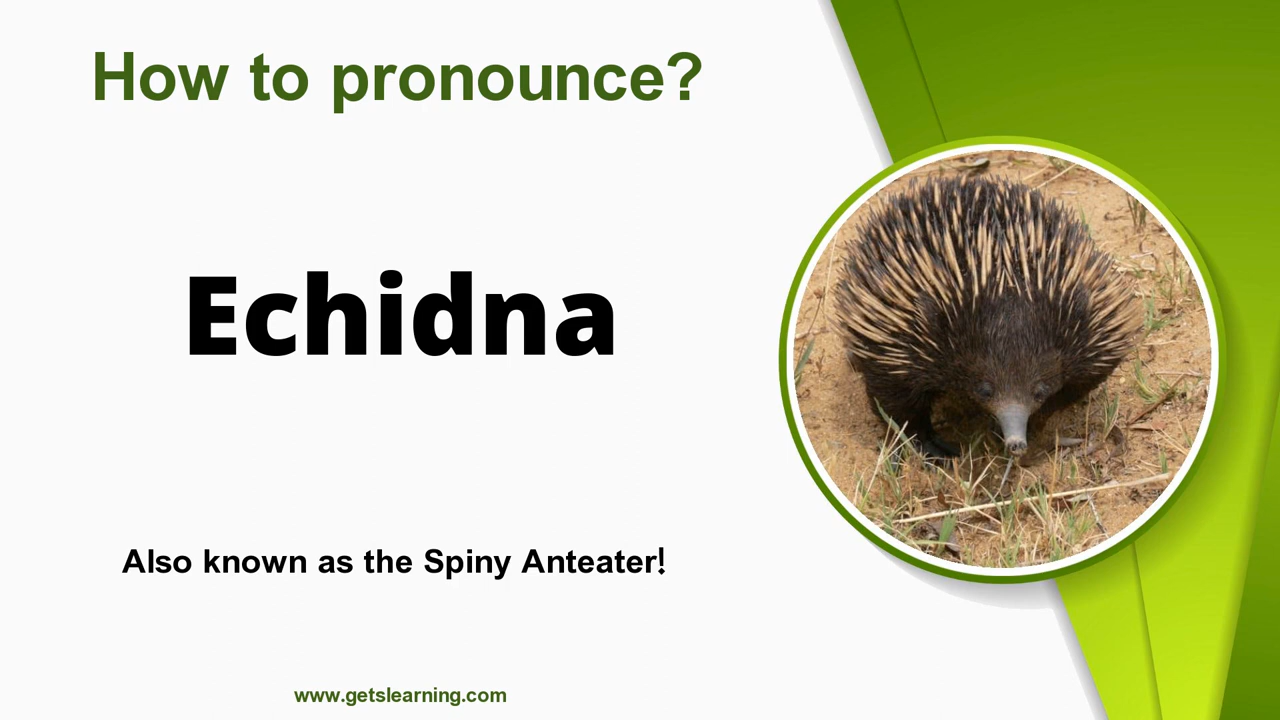 How to pronounce?
Echidna
Also known as the Spiny Anteater!
www.getslearning.com